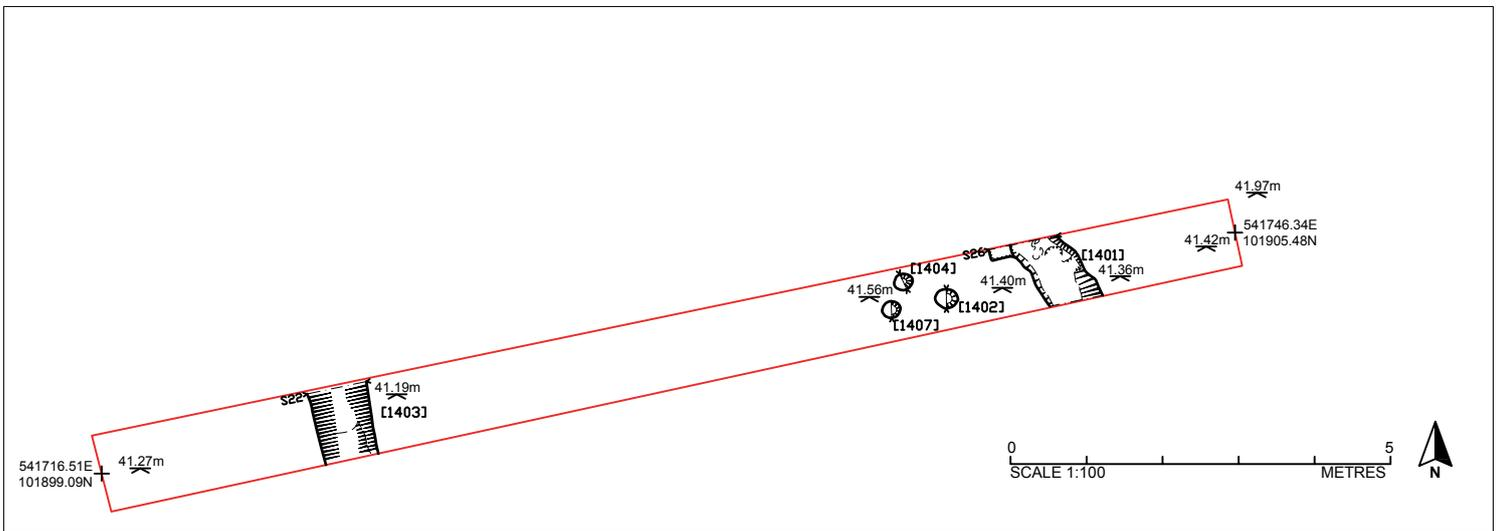 41.97m
541746.34E
101905.48N
41.42m
[1401]
S26
41.36m
[1404]
41.40m
41.56m
[1402]
[1407]
41.19m
S22
[1403]
541716.51E
101899.09N
41.27m
0 5
SCALE 1:100 METRES
N